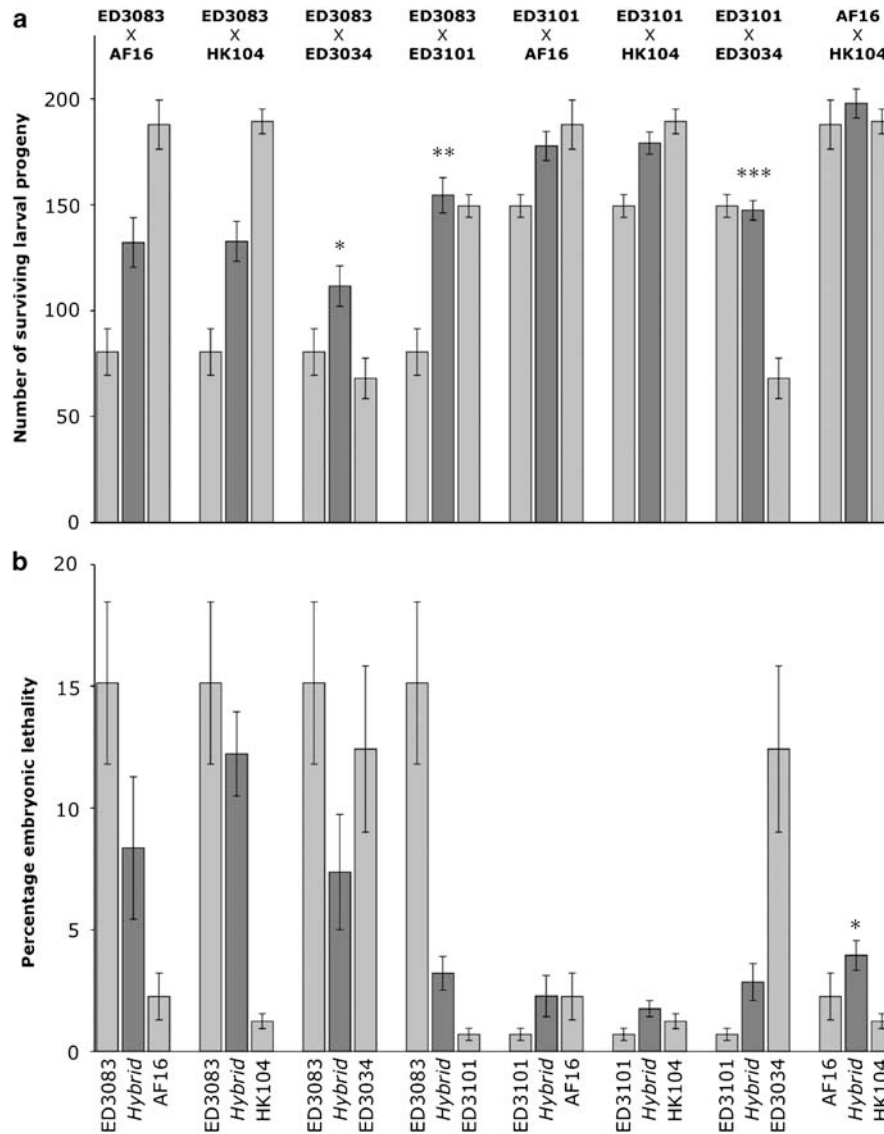 a
ED3083 X AF16
ED3083 X HK104
ED3083 X ED3034
ED3083 X ED3101
ED3101 X AF16
ED3101 X HK104
ED3101 X ED3034
AF16 X HK104
Number of surviving larval progeny
200
150
100
50
0
*
**
***
b
Percentage embryonic lethality
20
15
10
5
0
*
ED3083
Hybrid
AF16
ED3083
Hybrid
HK104
ED3083
Hybrid
ED3034
ED3083
Hybrid
ED3101
ED3101
Hybrid
AF16
ED3101
Hybrid
HK104
ED3101
Hybrid
ED3034
AF16
Hybrid
HK104